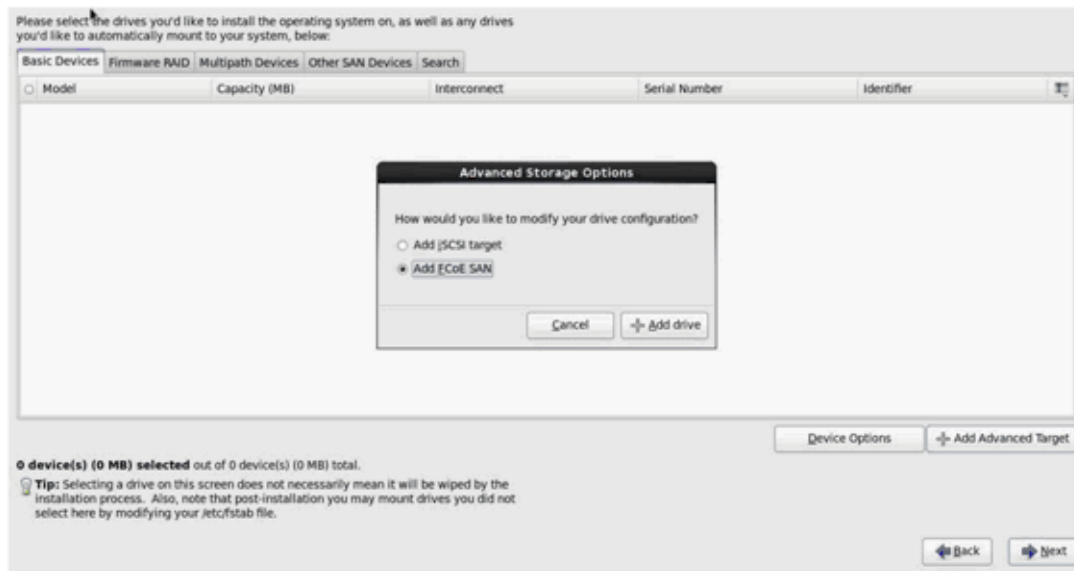 Please select the drives you'd like to install the operating system on, as well as any drives
you'd like to automatically mount to your system, below:
Basic Devices Firmware RAID Multipath Devices Other SAN Devices Search
Model Capacity (MB) Interconnect Serial Number Identifier
Advanced Storage Options
How would you like to modify your drive configuration?
Add iSCSI target
Add FCoE SAN
Cancel Add drive
Device Options Add Advanced Target
0 device(s) (0 MB) selected out of 0 device(s) (0 MB) total.
Tip: Selecting a drive on this screen does not necessarily mean it will be wiped by the
installation process. Also, note that post-installation you may mount drives you did not
select here by modifying your /etc/fstab file.
Back Next